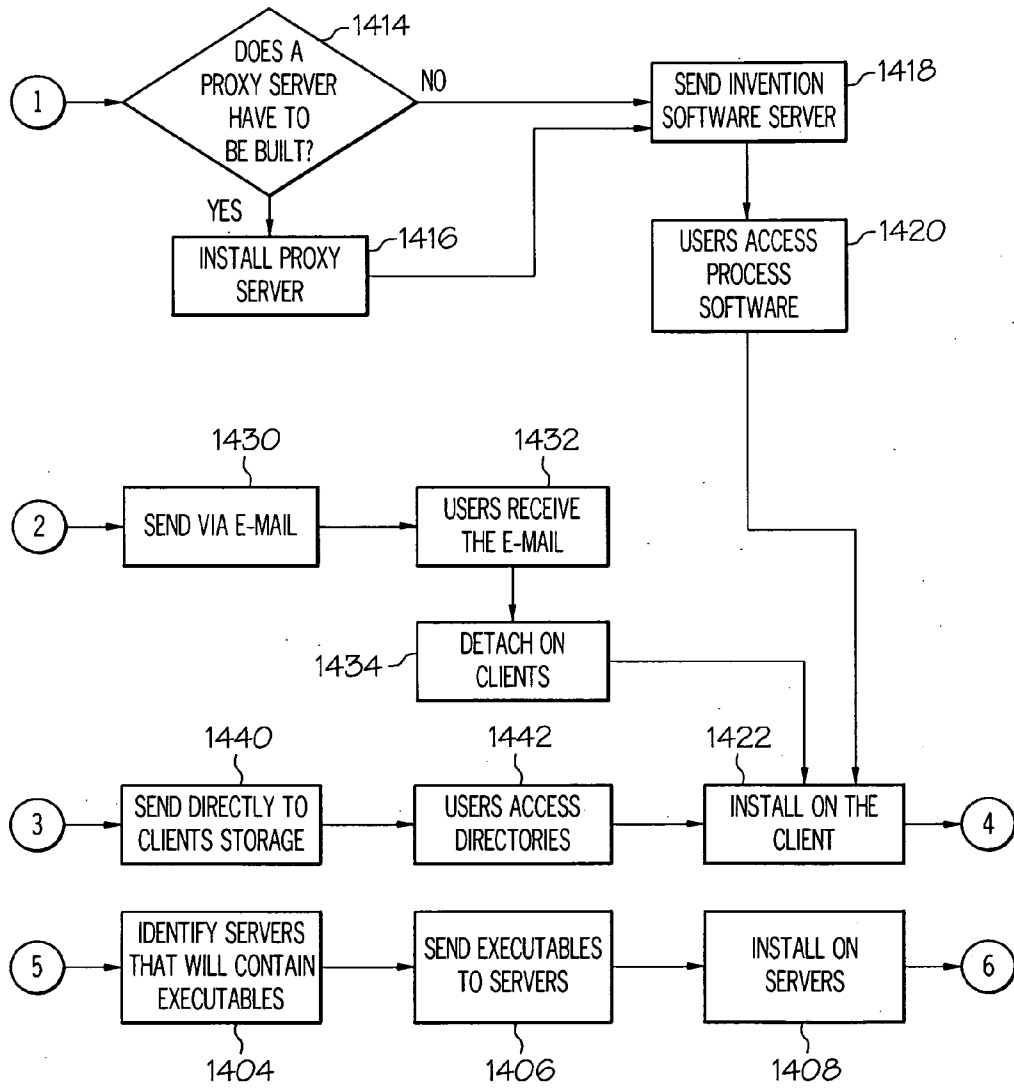 1414
DOES A
PROXY SERVER
HAVE TO
BE BUILT?
1
NO
YES
1416
INSTALL PROXY
SERVER
1418
SEND INVENTION
SOFTWARE SERVER
1420
USERS ACCESS
PROCESS
SOFTWARE
2
1430
SEND VIA E-MAIL
1432
USERS RECEIVE
THE E-MAIL
1434
DETACH ON
CLIENTS
3
1440
SEND DIRECTLY TO
CLIENTS STORAGE
1442
USERS ACCESS
DIRECTORIES
1422
INSTALL ON THE
CLIENT
4
5
IDENTIFY SERVERS
THAT WILL CONTAIN
EXECUTABLES
1404
SEND EXECUTABLES
TO SERVERS
1406
INSTALL ON
SERVERS
1408
6